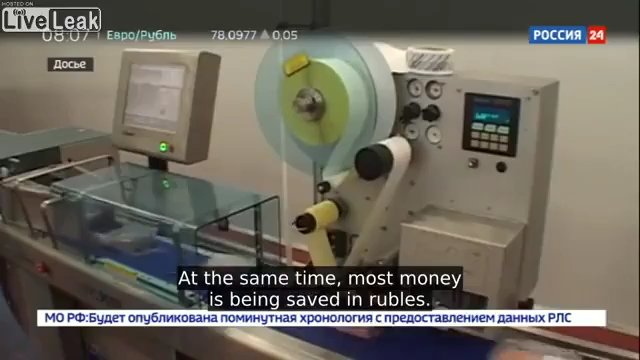 HOSTED ON
LiveLeak
08:07 Евро/Рубль 78,0977 ▲ 0,05
РОССИЯ 24
Досье
At the same time, most money
is being saved in rubles.
МО РФ:Будет опубликована поминутная хронология с предоставлением данных РЛС